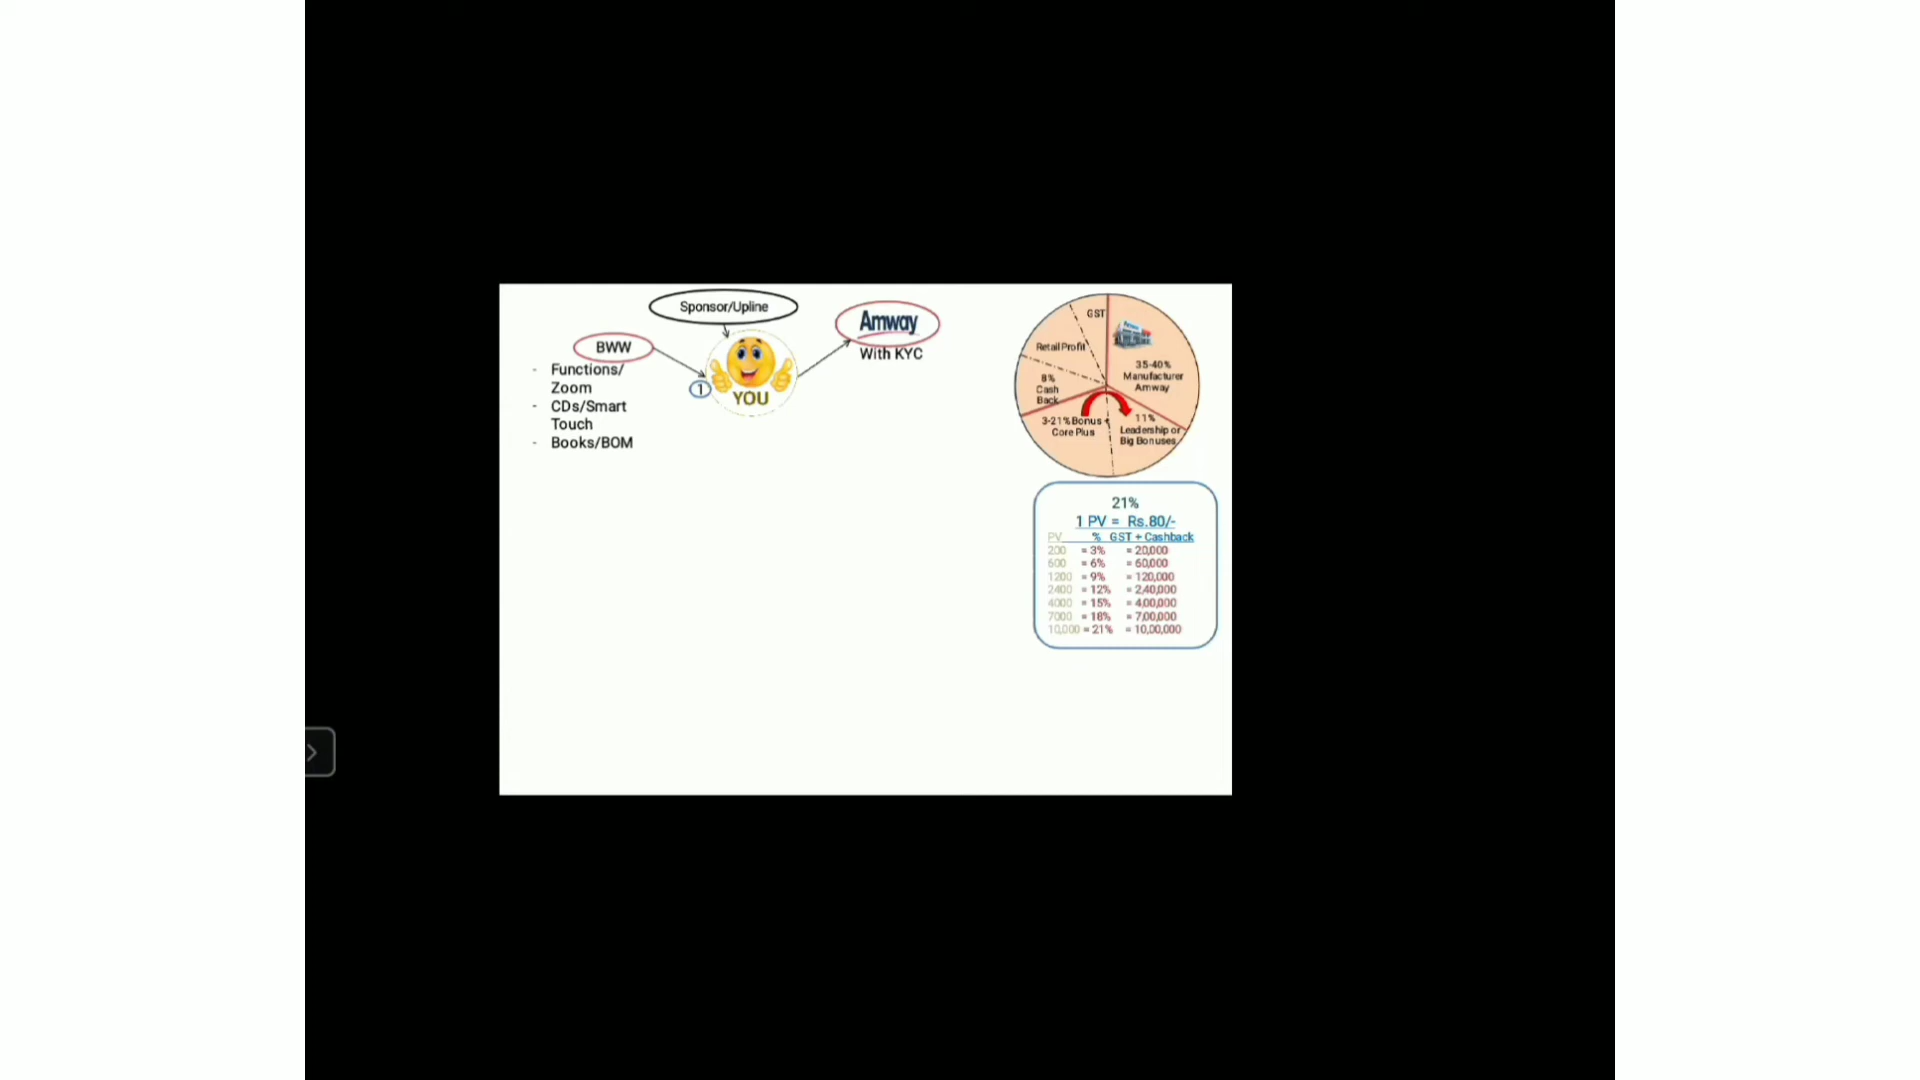 Sponsor/Upline
Amway
With KYC
BWW
- Functions/
Zoom
- CDs/Smart
Touch
- Books/BOM
1
YOU
GST
Retail Profit
35-40%
Manufacturer
Amway
8%
Cash
Back
3-21% Bonus +
Core Plus
11%
Leadership or
Big Bonuses
21%
1 PV = Rs.80/-
PV % GST + Cashback
200 = 3% = 20,000
600 = 6% = 60,000
1200 = 9% = 120,000
2400 = 12% = 2,40,000
4000 = 15% = 4,00,000
7000 = 18% = 7,00,000
10,000 = 21% = 10,00,000